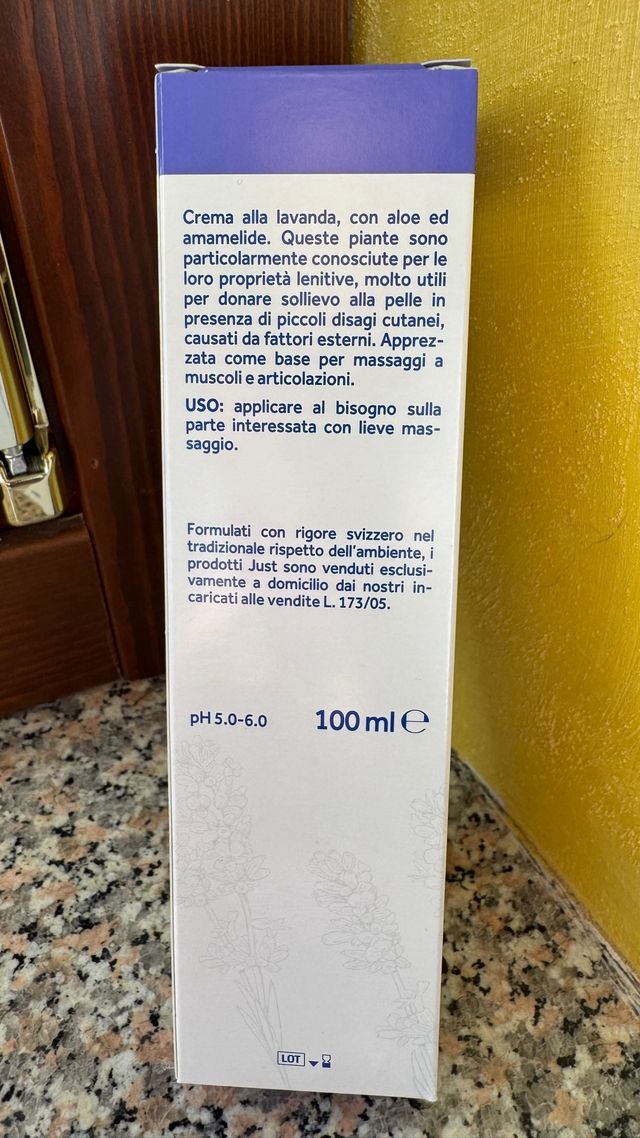 Crema alla lavanda, con aloe ed
amamelide. Queste piante sono
particolarmente conosciute per le
loro proprietà lenitive, molto utili
per donare sollievo alla pelle in
presenza di piccoli disagi cutanei,
causati da fattori esterni. Apprez-
zata come base per massaggi a
muscoli e articolazioni.
USO: applicare al bisogno sulla
parte interessata con lieve mas-
saggio.
Formulati con rigore svizzero nel
tradizionale rispetto dell'ambiente, i
prodotti Just sono venduti esclusi-
vamente a domicilio dai nostri in-
caricati alle vendite L. 173/05.
pH 5.0-6.0 100 ml ℮
LOT